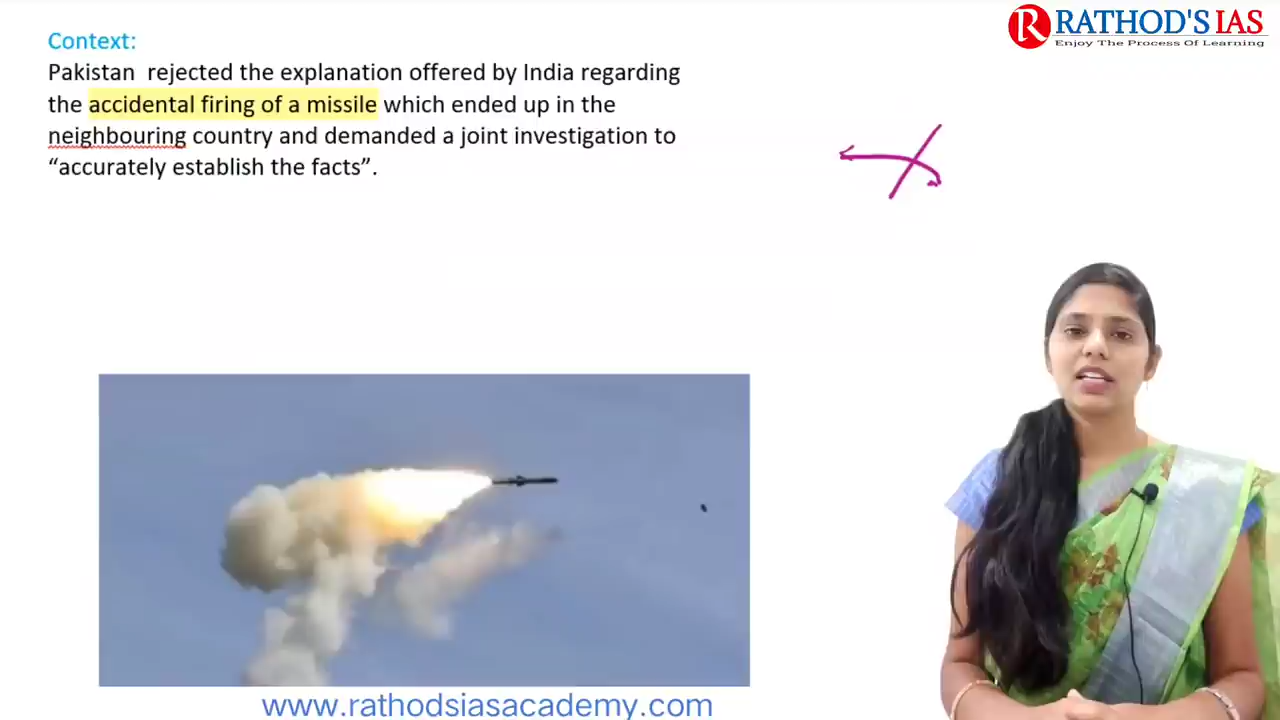 RATHOD'S IAS
Enjoy The Process Of Learning
Context:
Pakistan rejected the explanation offered by India regarding
the accidental firing of a missile which ended up in the
neighbouring country and demanded a joint investigation to
“accurately establish the facts”.
www.rathodsiasacademy.com